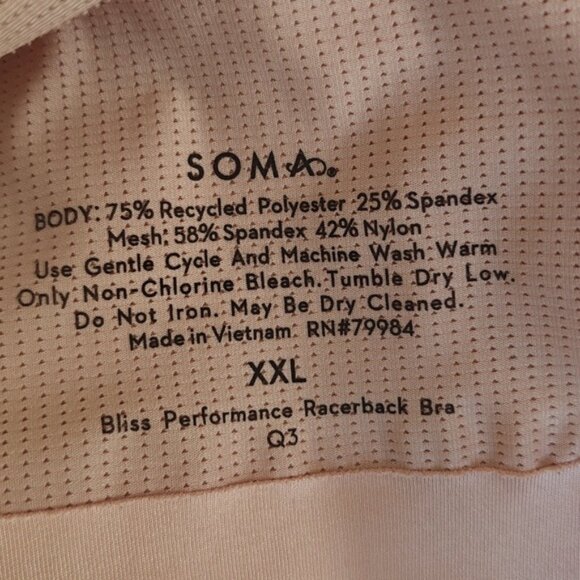 SOMA®
BODY: 75% Recycled Polyester 25% Spandex
Mesh: 58% Spandex 42% Nylon
Use Gentle Cycle And Machine Wash Warm
Only Non-Chlorine Bleach. Tumble Dry Low.
Do Not Iron. May Be Dry Cleaned.
Made in Vietnam RN#79984
XXL
Bliss Performance Racerback Bra
Q3